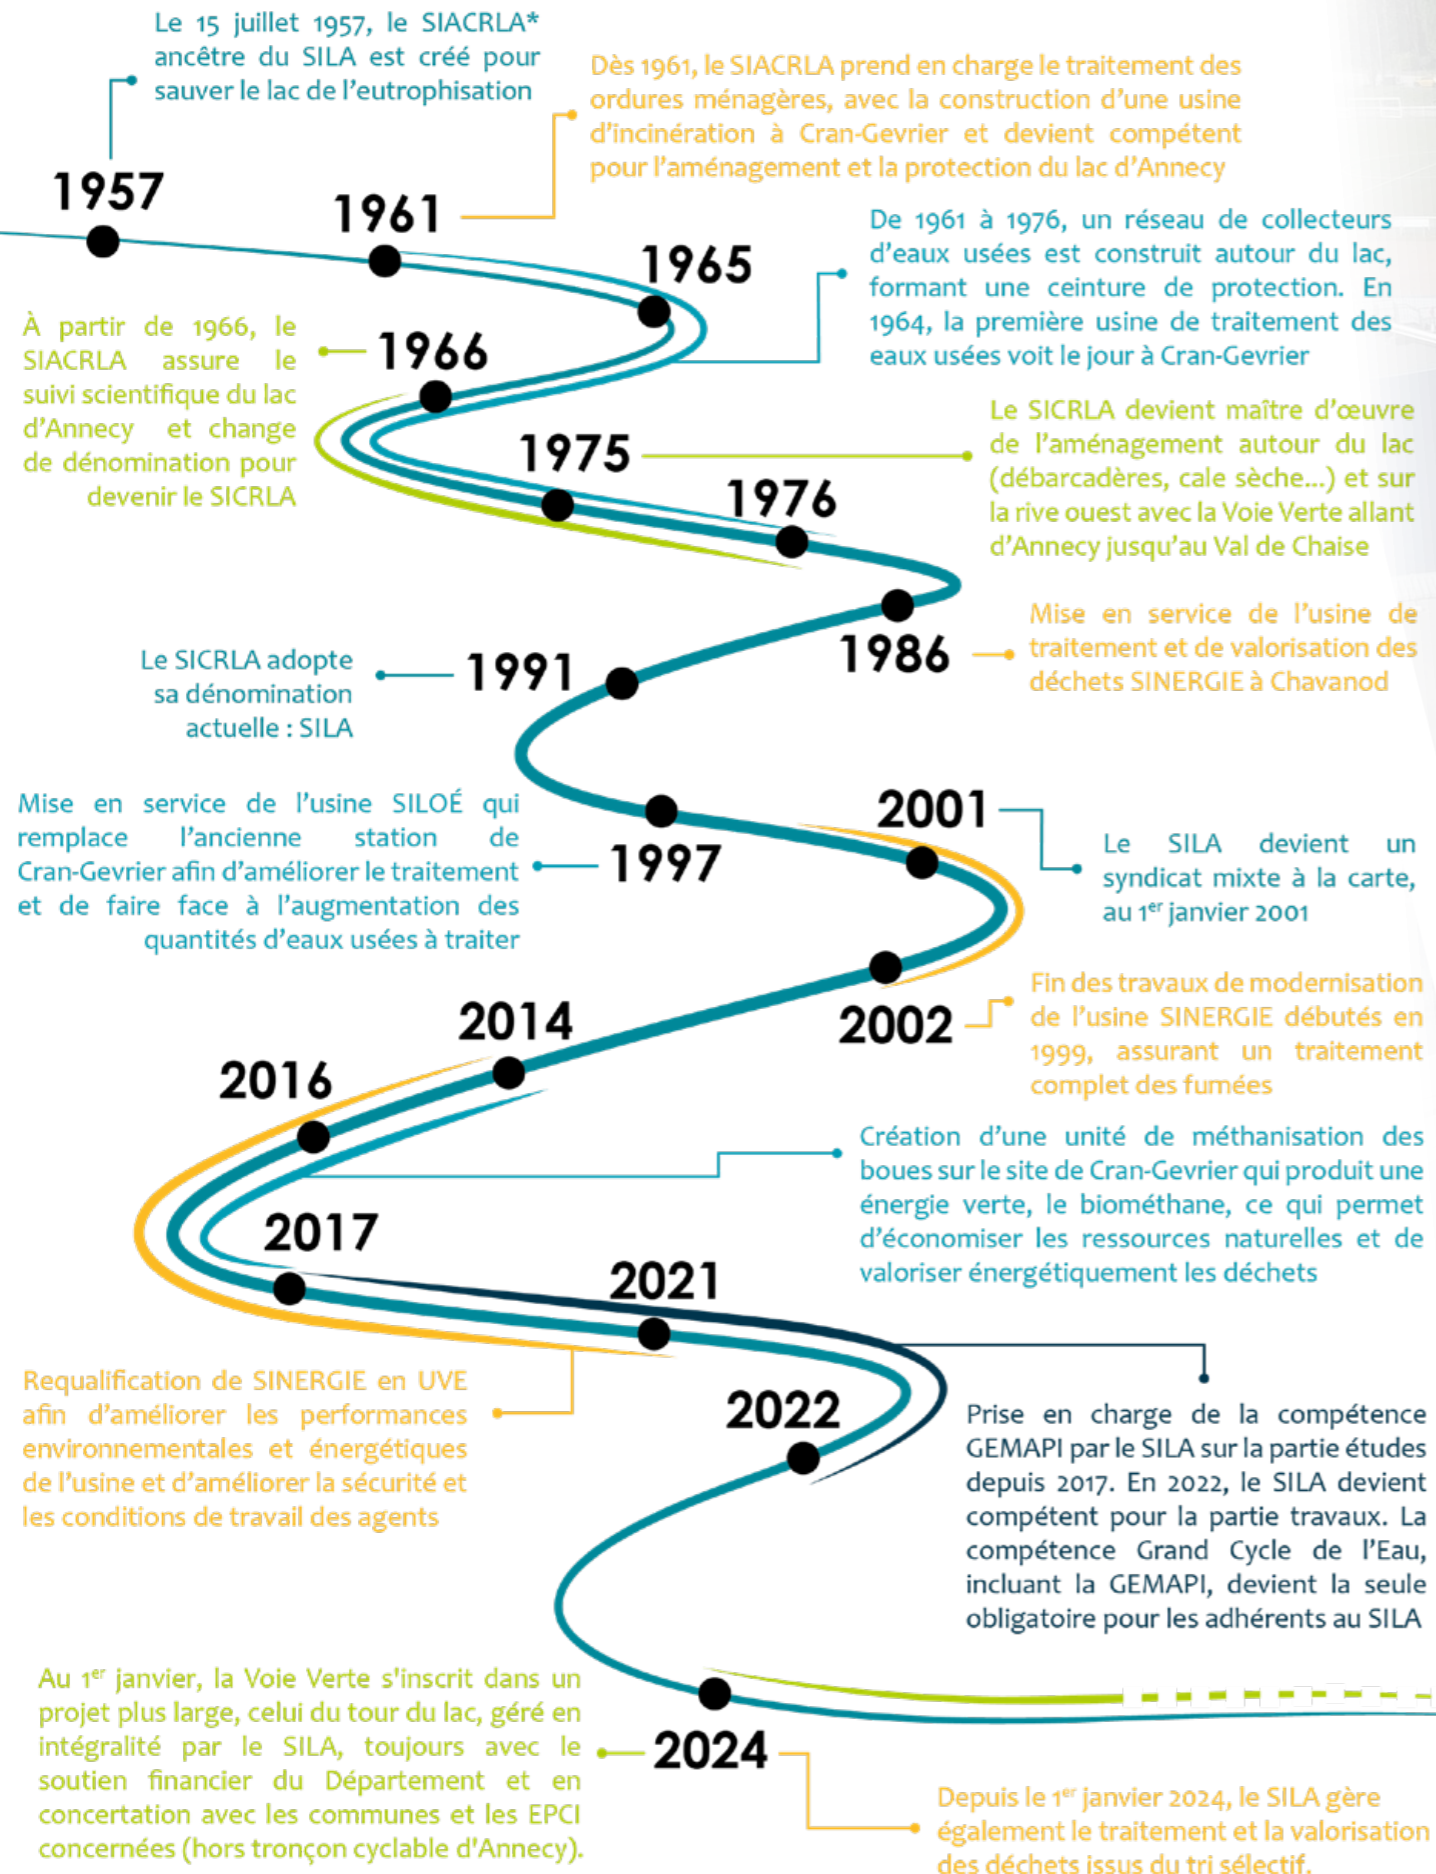 Le 15 juillet 1957, le SIACRLA*
ancêtre du SILA est créé pour
sauver le lac de l'eutrophisation
1957
Dès 1961, le SIACRLA prend en charge le traitement des
ordures ménagères, avec la construction d'une usine
d'incinération à Cran-Gevrier et devient compétent
pour l'aménagement et la protection du lac d'Annecy
1961
1965
De 1961 à 1976, un réseau de collecteurs
d'eaux usées est construit autour du lac,
formant une ceinture de protection. En
1964, la première usine de traitement des
eaux usées voit le jour à Cran-Gevrier
À partir de 1966, le
SIACRLA assure le
suivi scientifique du lac
d'Annecy et change
de dénomination pour
devenir le SICRLA
1966
1975
Le SICRLA devient maître d'œuvre
de l'aménagement autour du lac
(débarcadères, cale sèche...) et sur
la rive ouest avec la Voie Verte allant
d'Annecy jusqu'au Val de Chaise
1976
1986
Mise en service de l'usine de
traitement et de valorisation des
déchets SINERGIE à Chavanod
Le SICRLA adopte
sa dénomination
actuelle : SILA
1991
Mise en service de l'usine SILOÉ qui
remplace l'ancienne station de
Cran-Gevrier afin d'améliorer le traitement
et de faire face à l'augmentation des
quantités d'eaux usées à traiter
1997
2001
Le SILA devient un
syndicat mixte à la carte,
au 1er janvier 2001
2002
Fin des travaux de modernisation
de l'usine SINERGIE débutés en
1999, assurant un traitement
complet des fumées
2014
2016
Création d'une unité de méthanisation des
boues sur le site de Cran-Gevrier qui produit une
énergie verte, le biométhane, ce qui permet
d'économiser les ressources naturelles et de
valoriser énergétiquement les déchets
2017
2021
Requalification de SINERGIE en UVE
afin d'améliorer les performances
environnementales et énergétiques
de l'usine et d'améliorer la sécurité et
les conditions de travail des agents
2022
Prise en charge de la compétence
GEMAPI par le SILA sur la partie études
depuis 2017. En 2022, le SILA devient
compétent pour la partie travaux. La
compétence Grand Cycle de l'Eau,
incluant la GEMAPI, devient la seule
obligatoire pour les adhérents au SILA
Au 1er janvier, la Voie Verte s'inscrit dans un
projet plus large, celui du tour du lac, géré en
intégralité par le SILA, toujours avec le
soutien financier du Département et en
concertation avec les communes et les EPCI
concernées (hors tronçon cyclable d'Annecy).
2024
Depuis le 1er janvier 2024, le SILA gère
également le traitement et la valorisation
des déchets issus du tri sélectif.